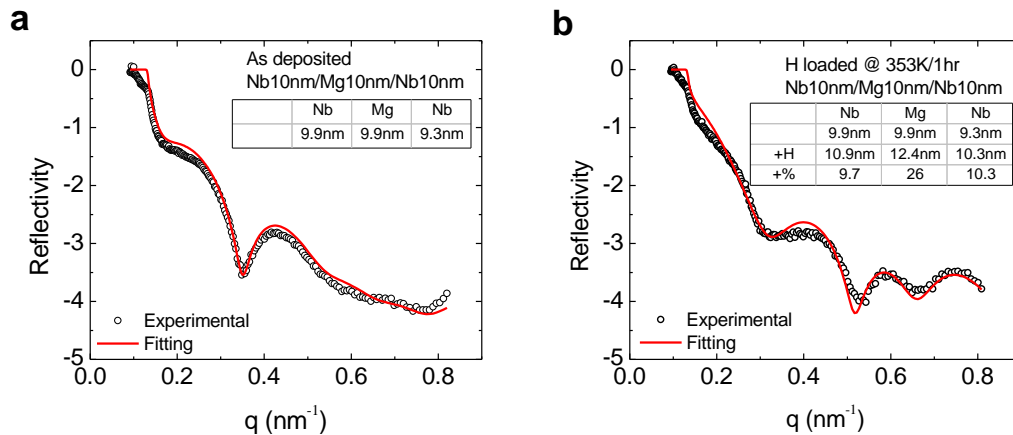 a
As deposited
Nb10nm/Mg10nm/Nb10nm
Nb Mg Nb
9.9nm 9.9nm 9.3nm
0
-1
-2
-3
-4
-5
Reflectivity
Experimental
Fitting
0.0 0.2 0.4 0.6 0.8
q (nm⁻¹)
b
H loaded @ 353K/1hr
Nb10nm/Mg10nm/Nb10nm
Nb Mg Nb
9.9nm 9.9nm 9.3nm
+H 10.9nm 12.4nm 10.3nm
+% 9.7 26 10.3
0
-1
-2
-3
-4
-5
Reflectivity
Experimental
Fitting
0.0 0.2 0.4 0.6 0.8
q (nm⁻¹)